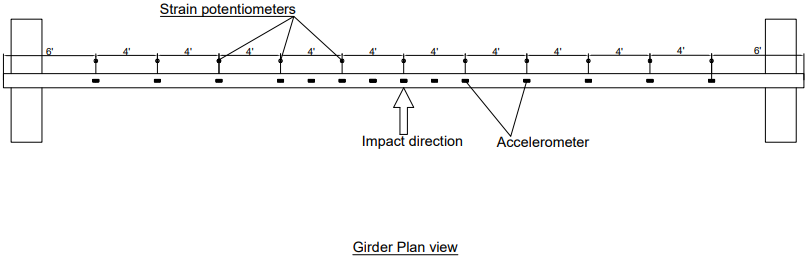 Strain potentiometers
6' 4' 4' 4' 4' 4' 4' 4' 4' 4' 4' 6'
Impact direction
Accelerometer
Girder Plan view